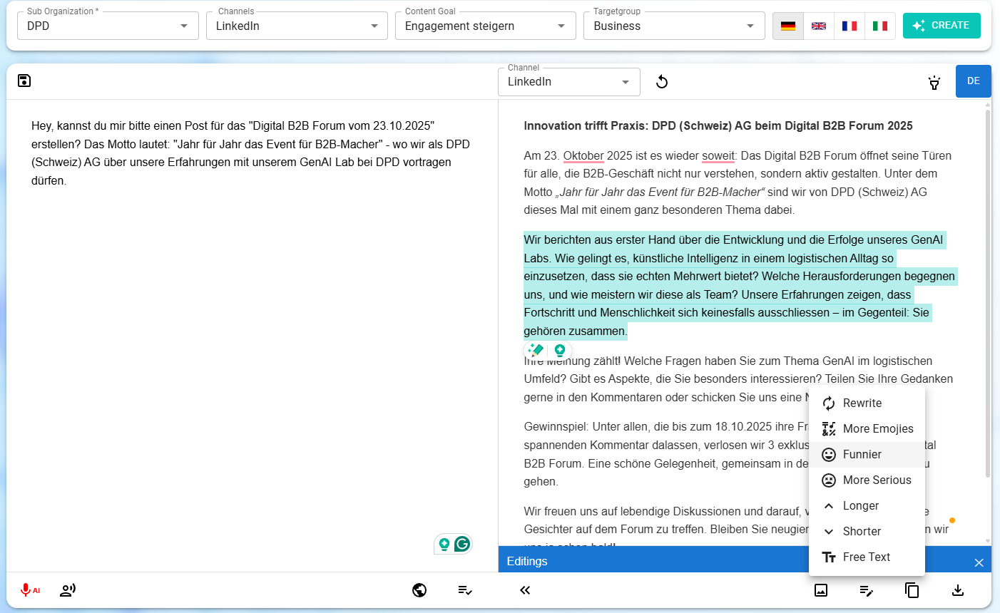 Sub Organization *
DPD
Channels
LinkedIn
Content Goal
Engagement steigern
Targetgroup
Business
CREATE
Channel
LinkedIn
DE
Hey, kannst du mir bitte einen Post für das "Digital B2B Forum vom 23.10.2025"
erstellen? Das Motto lautet: "Jahr für Jahr das Event für B2B-Macher" - wo wir als DPD
(Schweiz) AG über unsere Erfahrungen mit unserem GenAI Lab bei DPD vortragen
dürfen.
Innovation trifft Praxis: DPD (Schweiz) AG beim Digital B2B Forum 2025
Am 23. Oktober 2025 ist es wieder soweit: Das Digital B2B Forum öffnet seine Türen
für alle, die B2B-Geschäft nicht nur verstehen, sondern aktiv gestalten. Unter dem
Motto „Jahr für Jahr das Event für B2B-Macher“ sind wir von DPD (Schweiz) AG
dieses Mal mit einem ganz besonderen Thema dabei.
Wir berichten aus erster Hand über die Entwicklung und die Erfolge unseres GenAI
Labs. Wie gelingt es, künstliche Intelligenz in einem logistischen Alltag so
einzusetzen, dass sie echten Mehrwert bietet? Welche Herausforderungen begegnen
uns, und wie meistern wir diese als Team? Unsere Erfahrungen zeigen, dass
Fortschritt und Menschlichkeit sich keinesfalls ausschliessen – im Gegenteil: Sie
gehören zusammen.
Ihre Meinung zählt! Welche Fragen haben Sie zum Thema GenAI im logistischen
Umfeld? Gibt es Aspekte, die Sie besonders interessieren? Teilen Sie Ihre Gedanken
gerne in den Kommentaren oder schicken Sie uns eine
Gewinnspiel: Unter allen, die bis zum 18.10.2025 ihre
spannenden Kommentar dalassen, verlosen wir 3
B2B Forum. Eine schöne Gelegenheit, gemeinsam in
gehen.
Wir freuen uns auf lebendige Diskussionen und darauf,
Gesichter auf dem Forum zu treffen. Bleiben Sie wir
uns ja schon bald!
Rewrite
More Emojies
Funnier
More Serious
Longer
Shorter
Free Text
Editings
AI